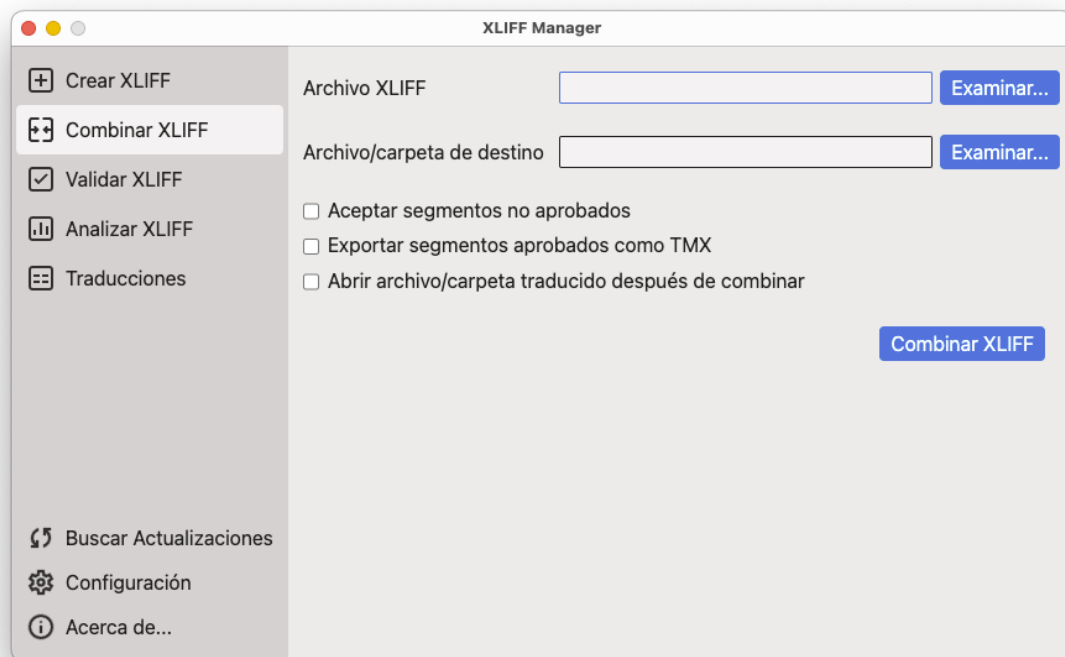 XLIFF Manager
Crear XLIFF
Combinar XLIFF
Validar XLIFF
Analizar XLIFF
Traducciones
Buscar Actualizaciones
Configuración
Acerca de...
Archivo XLIFF
Examinar...
Archivo/carpeta de destino
Examinar...
Aceptar segmentos no aprobados
Exportar segmentos aprobados como TMX
Abrir archivo/carpeta traducido después de combinar
Combinar XLIFF